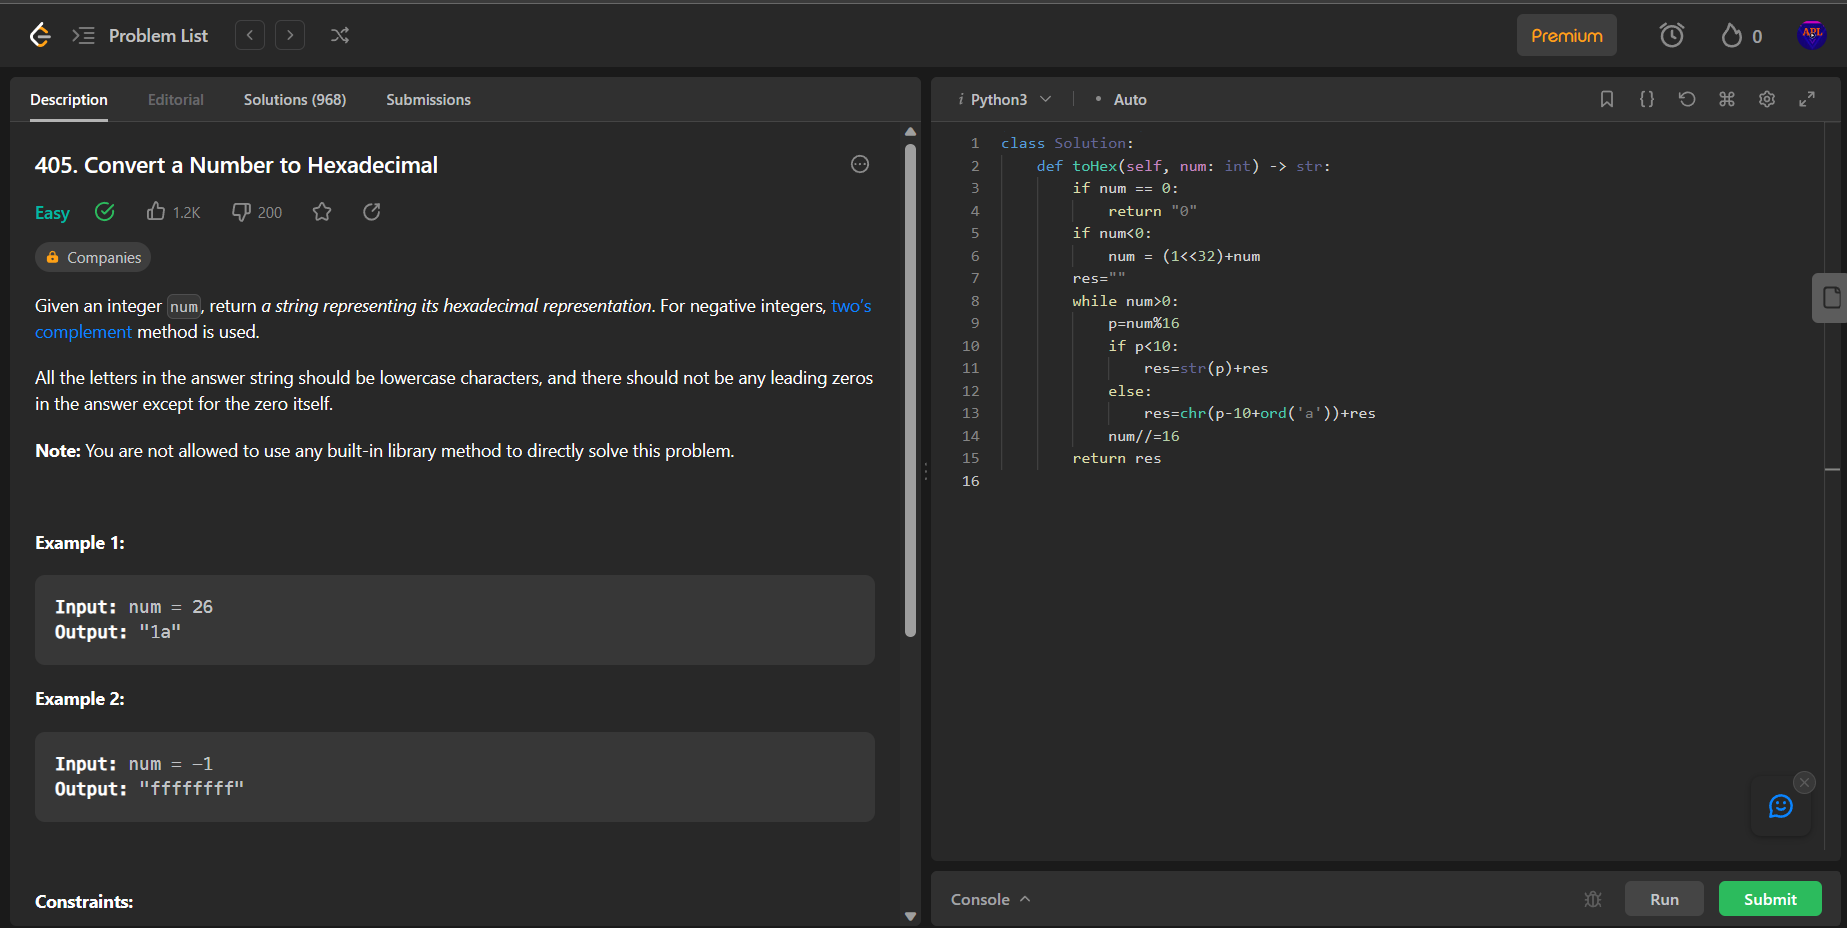 Problem List
Premium
0
APL
Description
Editorial
Solutions (968)
Submissions
405. Convert a Number to Hexadecimal
Easy
1.2K
200
Companies
Given an integer num, return a string representing its hexadecimal representation. For negative integers, two's
complement method is used.
All the letters in the answer string should be lowercase characters, and there should not be any leading zeros
in the answer except for the zero itself.
Note: You are not allowed to use any built-in library method to directly solve this problem.
Example 1:
Input: num = 26
Output: "1a"
Example 2:
Input: num = -1
Output: "ffffffff"
Constraints:
i Python3
• Auto
1 class Solution:
2     def toHex(self, num: int) -> str:
3         if num == 0:
4             return "0"
5         if num<0:
6             num = (1<<32)+num
7         res=""
8         while num>0:
9             p=num%16
10             if p<10:
11                 res=str(p)+res
12             else:
13                 res=chr(p-10+ord('a'))+res
14             num//=16
15         return res
16
Console
Run
Submit